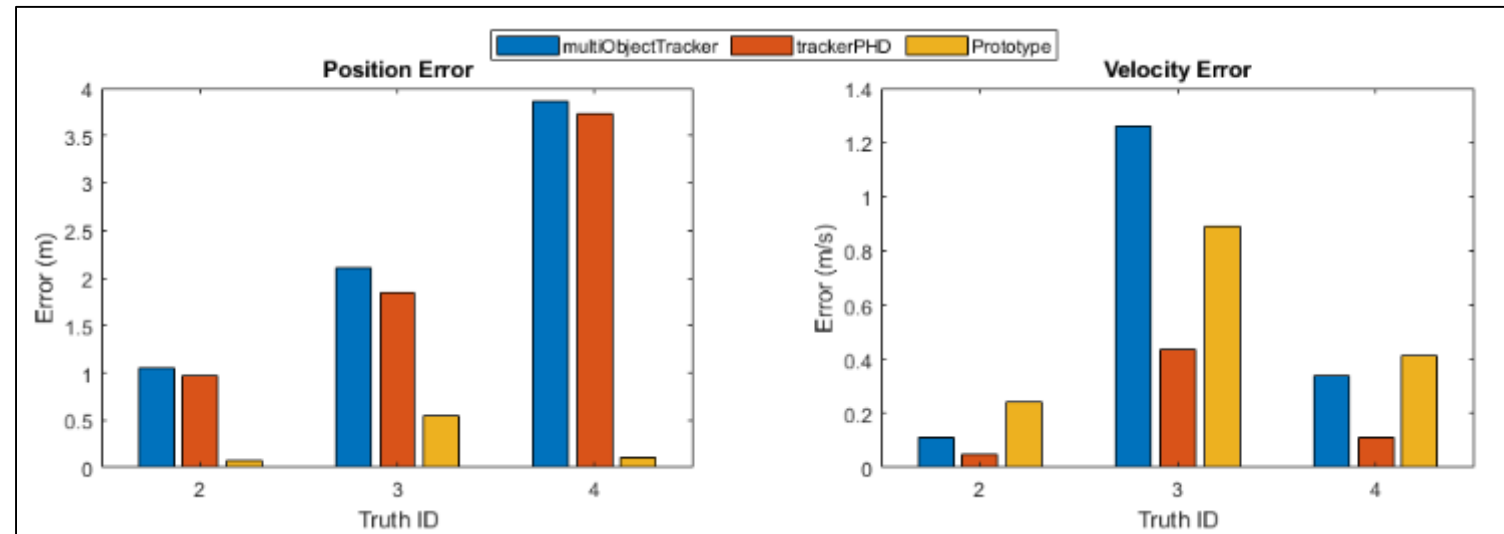 multiObjectTracker trackerPHD Prototype
Position Error
4
3.5
3
2.5
2
1.5
1
0.5
0
Error (m)
2 3 4
Truth ID
Velocity Error
1.4
1.2
1
0.8
0.6
0.4
0.2
0
Error (m/s)
2 3 4
Truth ID